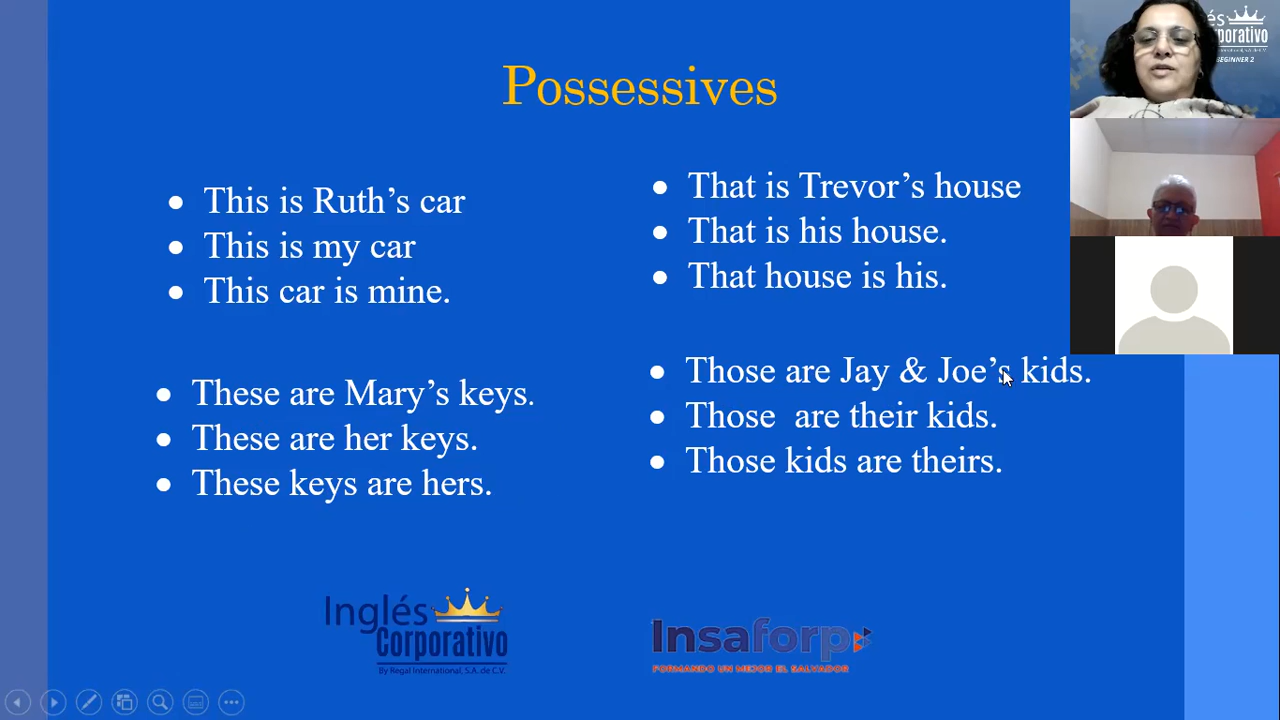 Possessives
This is Ruth’s car
This is my car
This car is mine.
These are Mary’s keys.
These are her keys.
These keys are hers.
That is Trevor’s house
That is his house.
That house is his.
Those are Jay & Joe’s kids.
Those  are their kids.
Those kids are theirs.
Inglés
Corporativo
By Regal International, S.A. de C.V.
Insaforp
FORMANDO UN MEJOR EL SALVADOR
BEGINNER 2